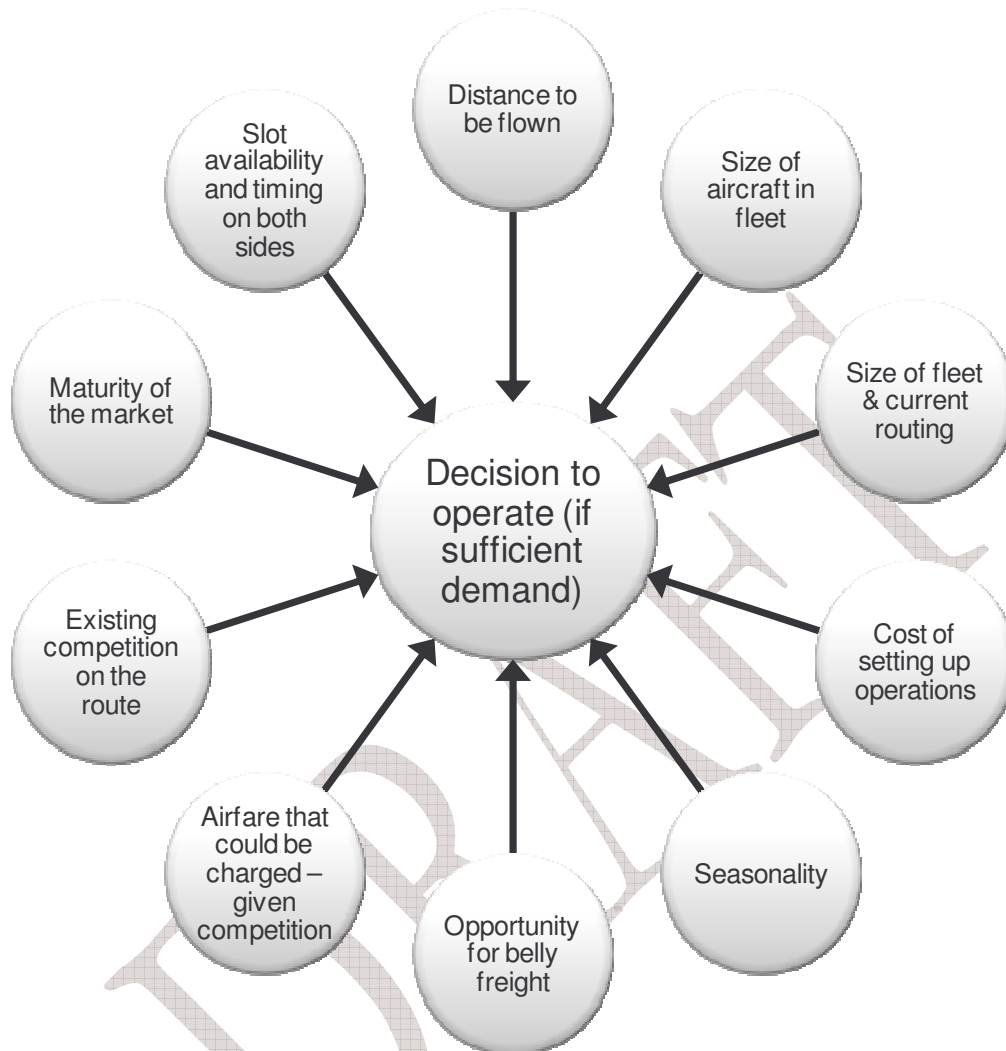 Distance to
be flown
Size of
aircraft in
fleet
Size of fleet
& current
routing
Cost of
setting up
operations
Seasonality
Opportunity
for belly
freight
Airfare that
could be
charged –
given
competition
Existing
competition
on the
route
Maturity of
the market
Slot
availability
and timing
on both
sides
Decision to
operate (if
sufficient
demand)
DRAFT